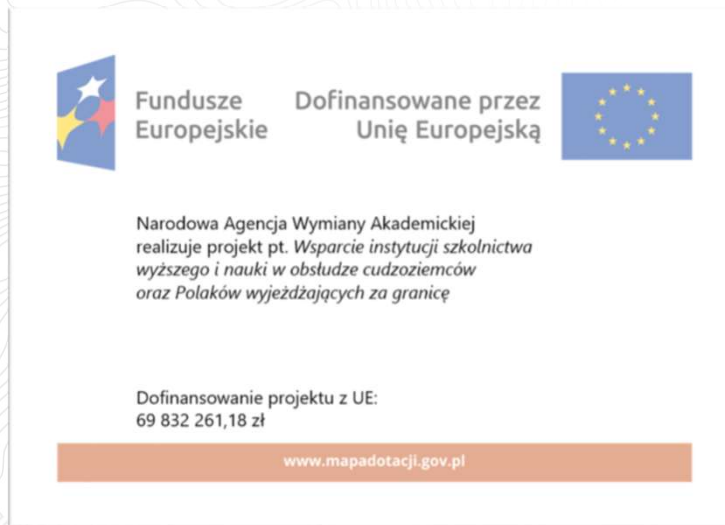 Fundusze
Europejskie
Dofinansowane przez
Unię Europejską
Narodowa Agencja Wymiany Akademickiej
realizuje projekt pt. Wsparcie instytucji szkolnictwa
wyższego i nauki w obsłudze cudzoziemców
oraz Polaków wyjeżdżających za granicę
Dofinansowanie projektu z UE:
69 832 261,18 zł
www.mapadotacji.gov.pl